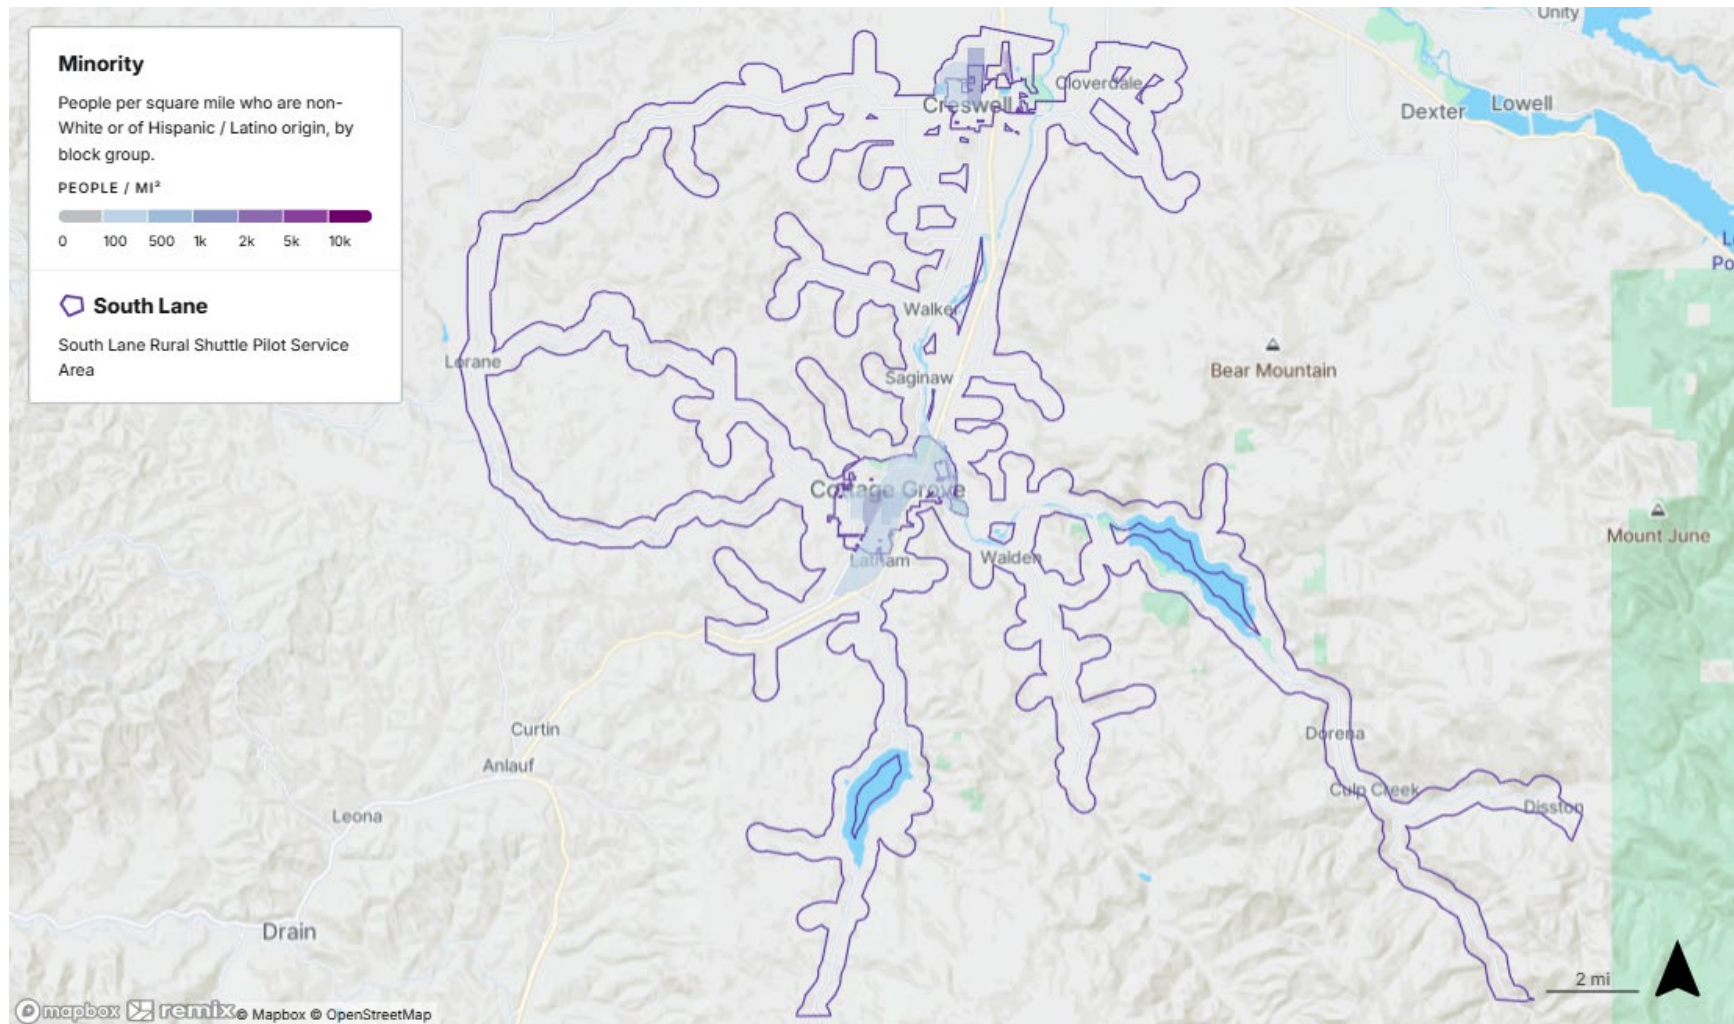 Minority
People per square mile who are non-
White or of Hispanic / Latino origin, by
block group.
PEOPLE / MI²
0 100 500 1k 2k 5k 10k
South Lane
South Lane Rural Shuttle Pilot Service
Area
Unity
Cloverdale
Creswell
Dexter
Lowell
L
Po
Walker
Lorane
Saginaw
Bear Mountain
Cottage Grove
Mount June
Latham
Walden
Curtin
Dorena
Anlauf
Culp Creek
Disston
Leona
Drain
2 mi
mapbox remix © Mapbox © OpenStreetMap